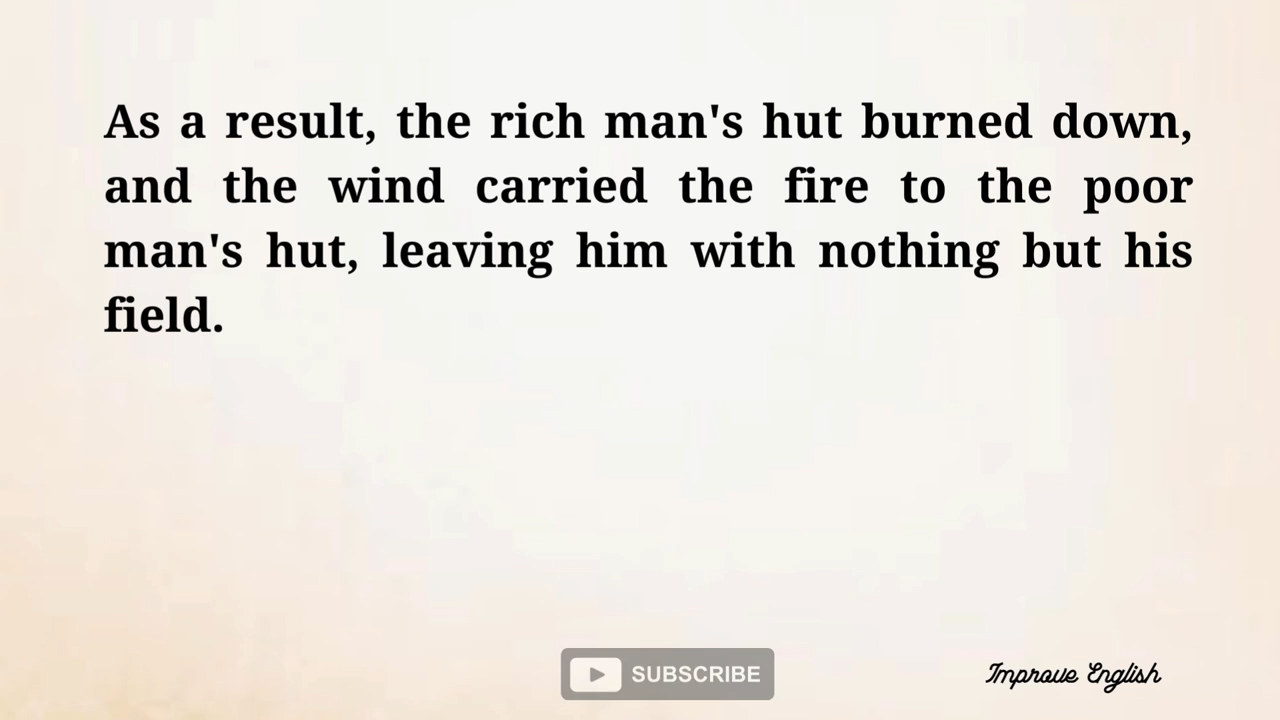 As a result, the rich man's hut burned down,
and the wind carried the fire to the poor
man's hut, leaving him with nothing but his
field.
SUBSCRIBE
Improve English